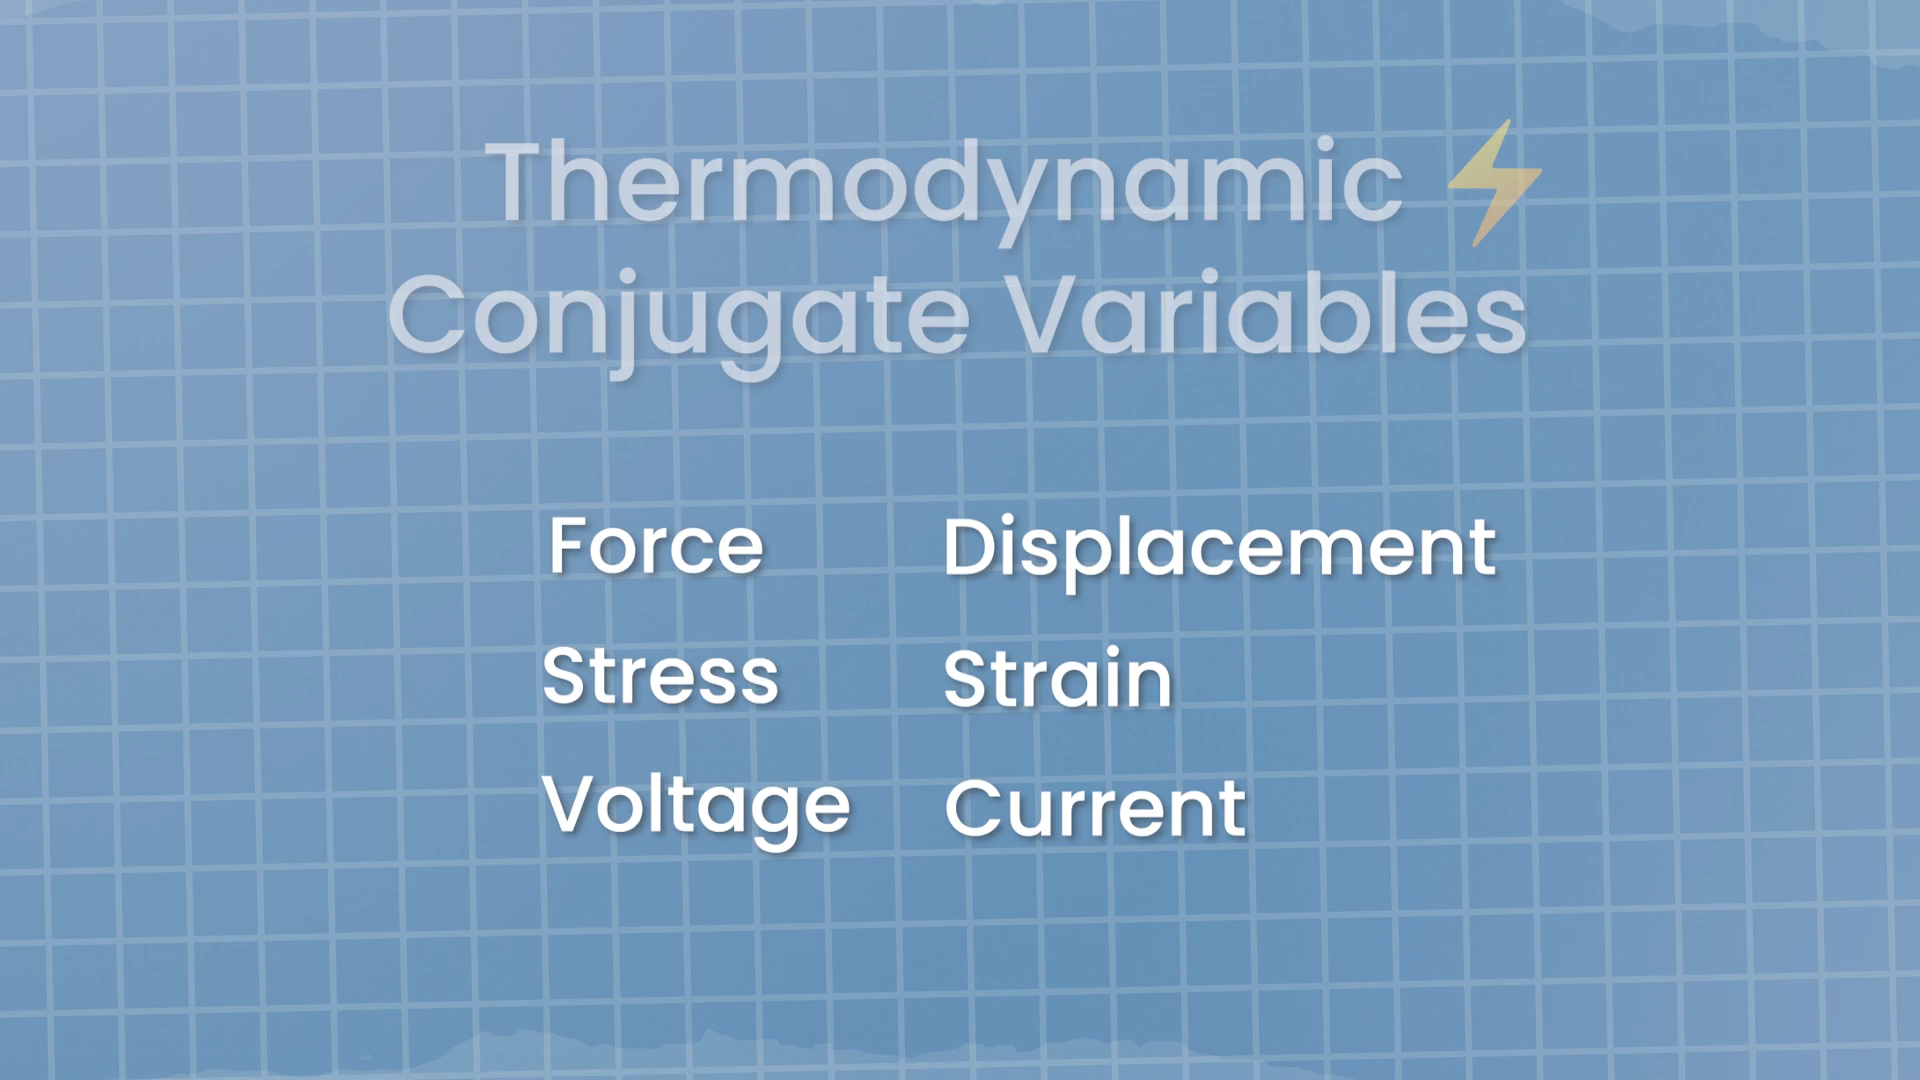 Thermodynamic ⚡
Conjugate Variables
Force Displacement
Stress Strain
Voltage Current